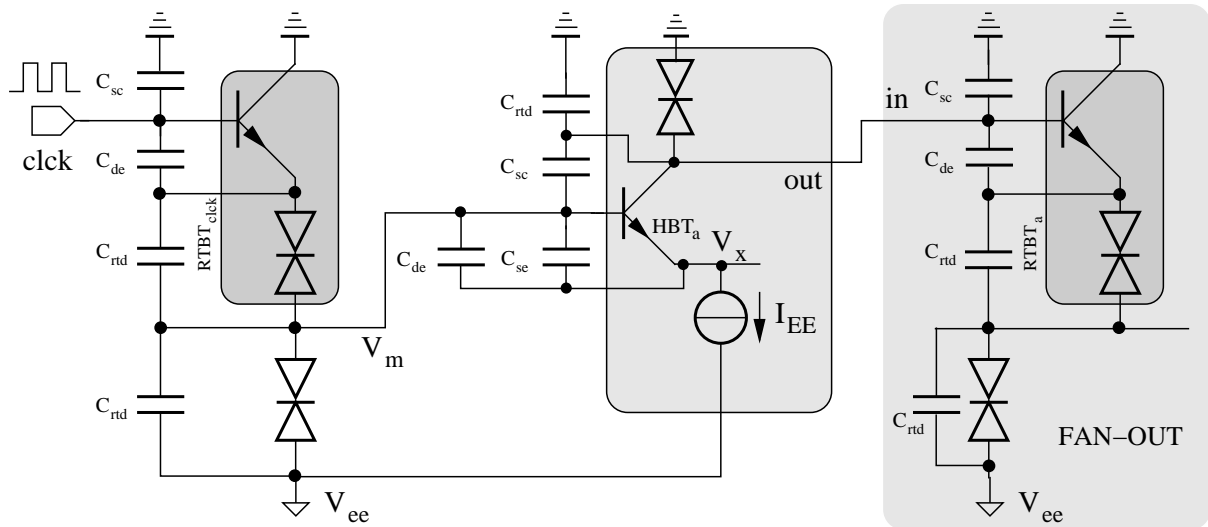 C_sc
clck
C_de
RTBT_clck
C_rtd
V_m
C_rtd
V_ee
C_rtd
C_sc
out
HBT_a
C_de
C_se
V_x
I_EE
in
C_sc
C_de
RTBT_a
C_rtd
C_rtd
FAN-OUT
V_ee